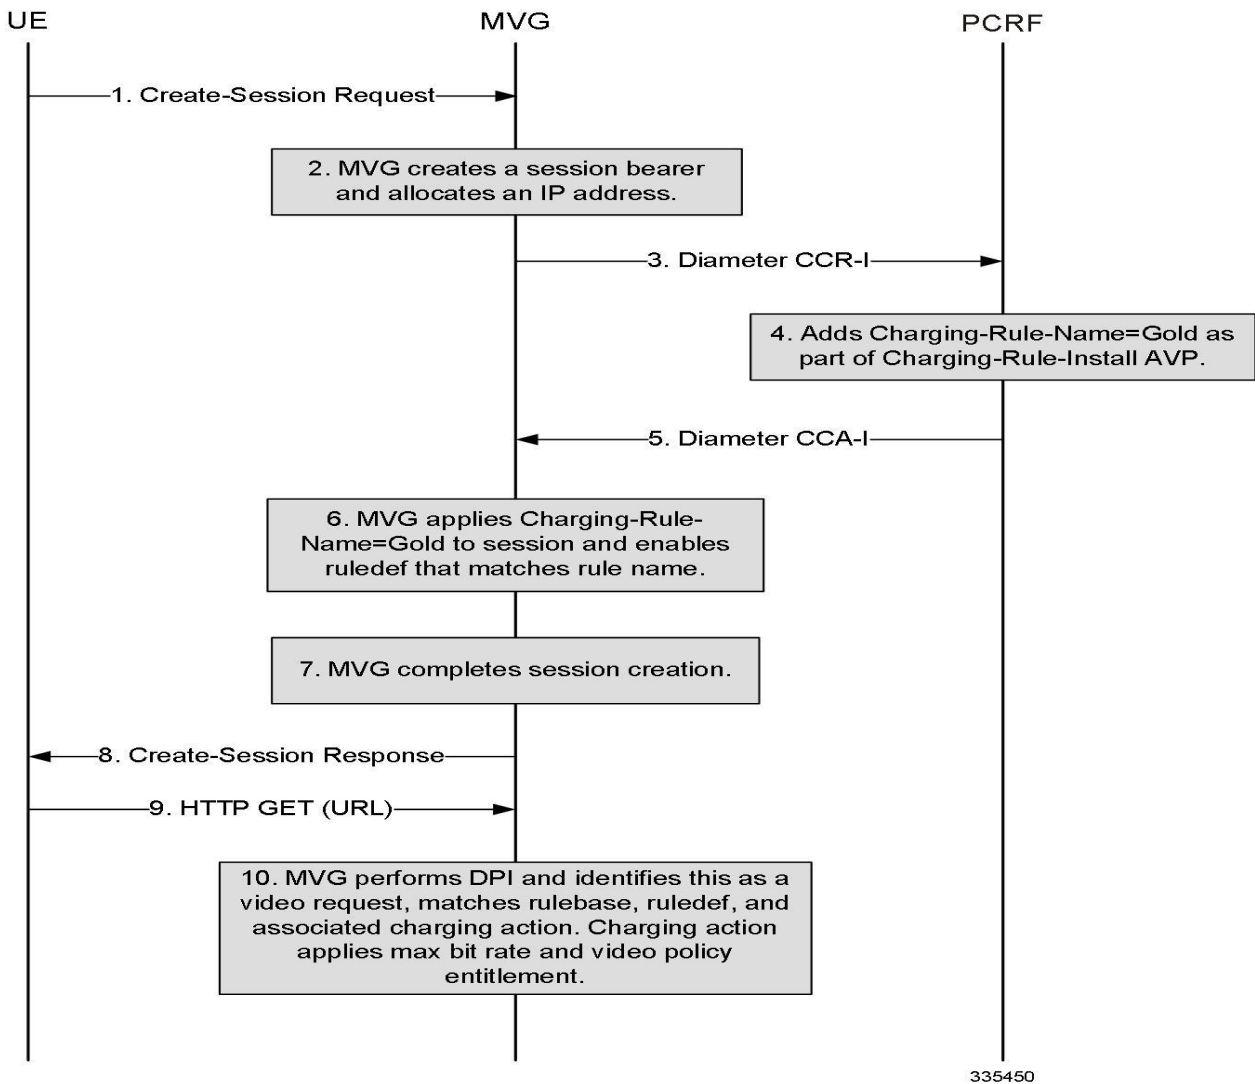 UE
MVG
PCRF
1. Create-Session Request
2. MVG creates a session bearer
and allocates an IP address.
3. Diameter CCR-I
4. Adds Charging-Rule-Name=Gold as
part of Charging-Rule-Install AVP.
5. Diameter CCA-I
6. MVG applies Charging-Rule-
Name=Gold to session and enables
ruledef that matches rule name.
7. MVG completes session creation.
8. Create-Session Response
9. HTTP GET (URL)
10. MVG performs DPI and identifies this as a
video request, matches rulebase, ruledef, and
associated charging action. Charging action
applies max bit rate and video policy
entitlement.
335450